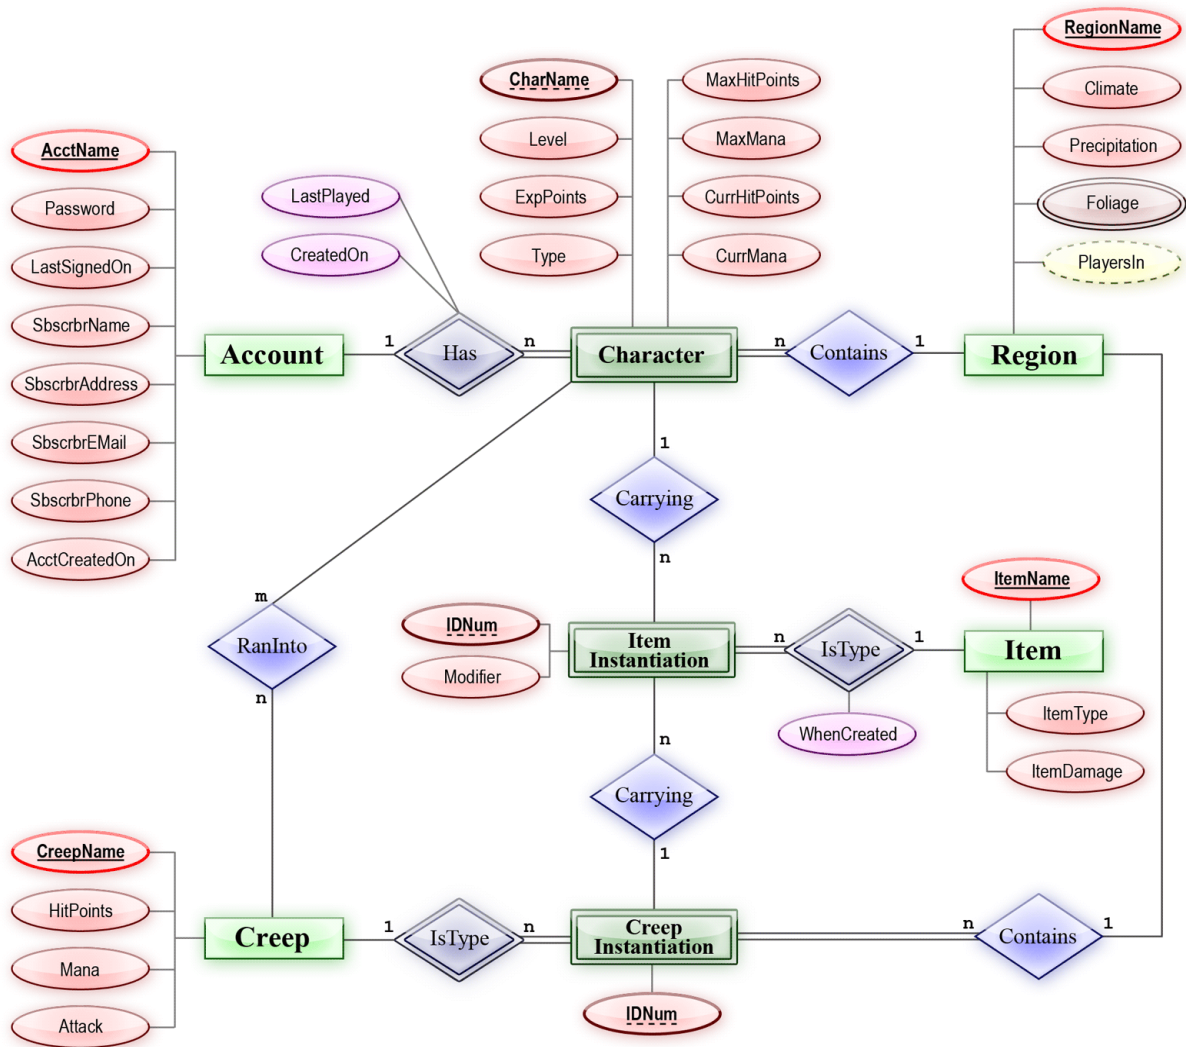 RegionName
CharName
MaxHitPoints
Climate
Level
MaxMana
AcctName
Precipitation
Password
LastPlayed
ExpPoints
CurrHitPoints
Foliage
LastSignedOn
CreatedOn
Type
CurrMana
PlayersIn
SbscrbrName
Account
1
Has
n
Character
n
Contains
1
Region
SbscrbrAddress
SbscrbrEMail
1
SbscrbrPhone
Carrying
AcctCreatedOn
n
ItemName
m
IDNum
RanInto
Item
Instantiation
n
IsType
1
Item
Modifier
n
ItemType
WhenCreated
n
ItemDamage
Carrying
CreepName
1
HitPoints
Creep
1
IsType
n
Creep
Instantiation
n
Contains
1
Mana
IDNum
Attack